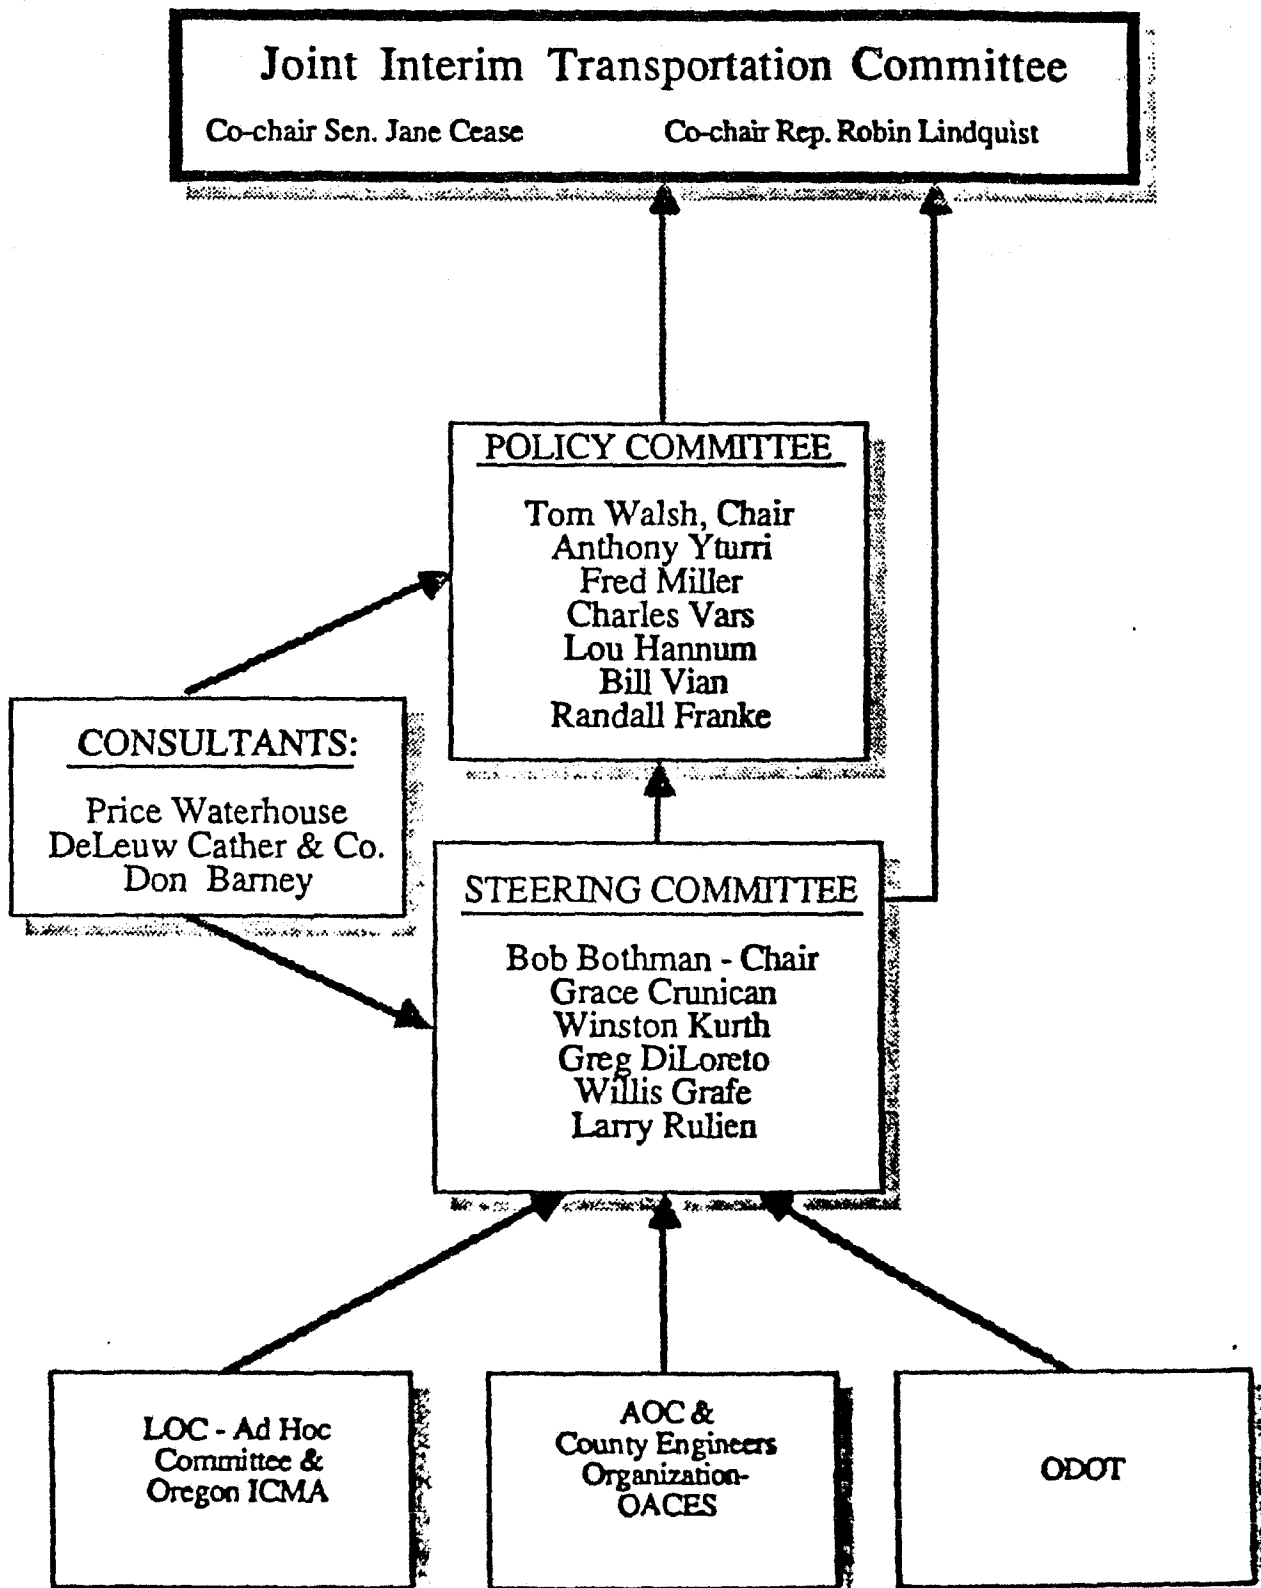 Joint Interim Transportation Committee
Co-chair Sen. Jane Cease Co-chair Rep. Robin Lindquist
POLICY COMMITTEE
Tom Walsh, Chair
Anthony Yturri
Fred Miller
Charles Vars
Lou Hannum
Bill Vian
Randall Franke
CONSULTANTS:
Price Waterhouse
DeLeuw Cather & Co.
Don Barney
STEERING COMMITTEE
Bob Bothman - Chair
Grace Crunican
Winston Kurth
Greg DiLoreto
Willis Grafe
Larry Rulien
LOC - Ad Hoc
Committee &
Oregon ICMA
AOC &
County Engineers
Organization-
OACES
ODOT